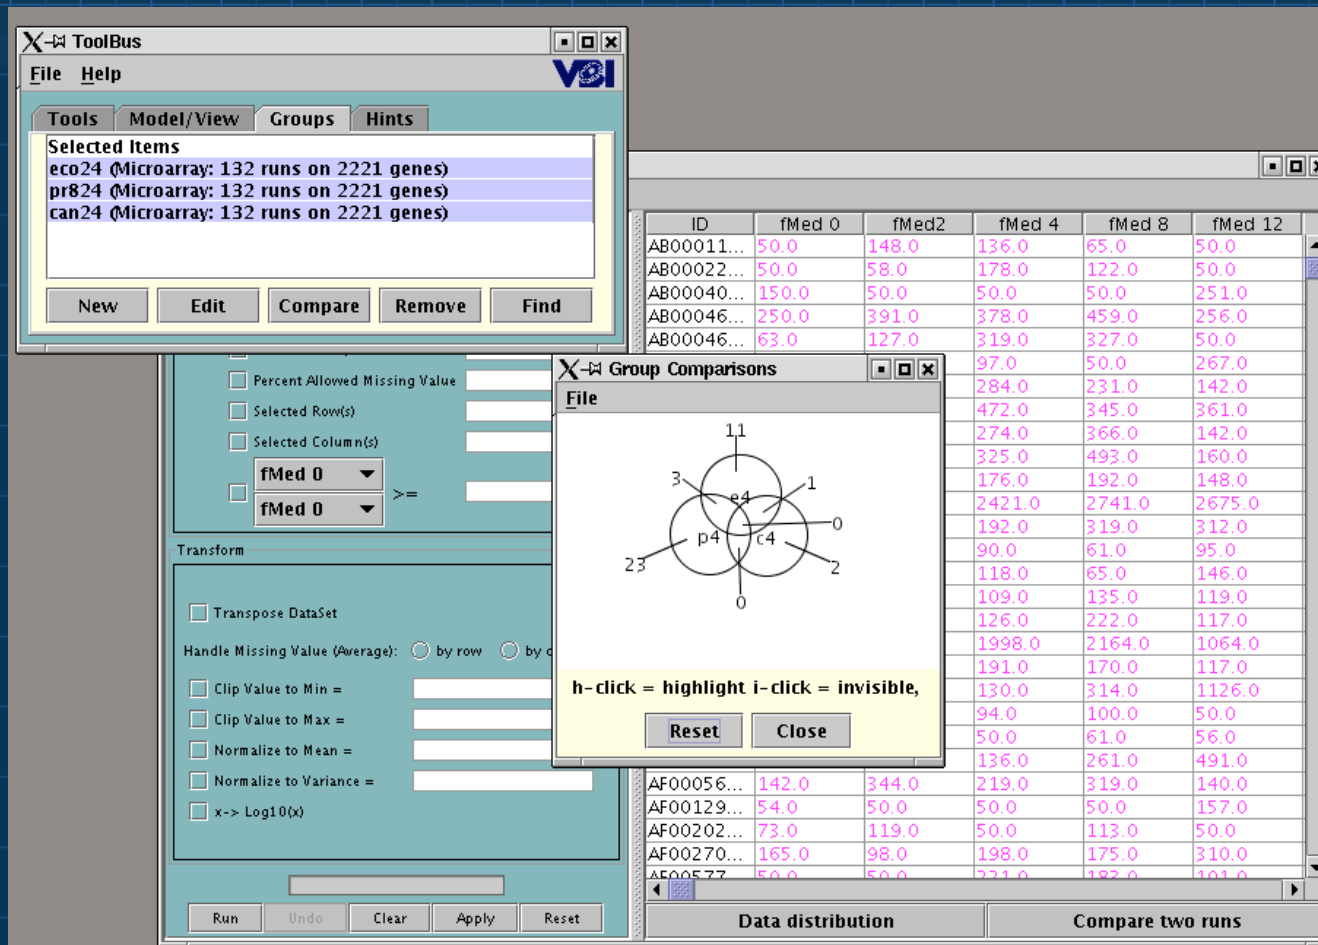 ToolBus
File Help
VBI
Tools Model/View Groups Hints
Selected Items
eco24 (Microarray: 132 runs on 2221 genes)
pr824 (Microarray: 132 runs on 2221 genes)
can24 (Microarray: 132 runs on 2221 genes)
New Edit Compare Remove Find
Percent Allowed Missing Value
Selected Row(s)
Selected Column(s)
fMed 0
fMed 0
>=
Transform
Transpose DataSet
Handle Missing Value (Average): by row by
Clip Value to Min =
Clip Value to Max =
Normalize to Mean =
Normalize to Variance =
x-> Log10(x)
Run Undo Clear Apply Reset
Group Comparisons
File
11
3 1
e4
0
p4 c4
23 2
0
h-click = highlight i-click = invisible,
Reset Close
ID fMed 0 fMed2 fMed 4 fMed 8 fMed 12
AB00011... 50.0 148.0 136.0 65.0 50.0
AB00022... 50.0 58.0 178.0 122.0 50.0
AB00040... 150.0 50.0 50.0 50.0 251.0
AB00046... 250.0 391.0 378.0 459.0 256.0
AB00046... 63.0 127.0 319.0 327.0 50.0
97.0 50.0 267.0
284.0 231.0 142.0
472.0 345.0 361.0
274.0 366.0 142.0
325.0 493.0 160.0
176.0 192.0 148.0
2421.0 2741.0 2675.0
192.0 319.0 312.0
90.0 61.0 95.0
118.0 65.0 146.0
109.0 135.0 119.0
126.0 222.0 117.0
1998.0 2164.0 1064.0
191.0 170.0 117.0
130.0 314.0 1126.0
94.0 100.0 50.0
50.0 61.0 56.0
136.0 261.0 491.0
AF00056... 142.0 344.0 219.0 319.0 140.0
AF00129... 54.0 50.0 50.0 50.0 157.0
AF00202... 73.0 119.0 50.0 113.0 50.0
AF00270... 165.0 98.0 198.0 175.0 310.0
AF00577... 50.0 50.0 221.0 183.0 101.0
Data distribution Compare two runs